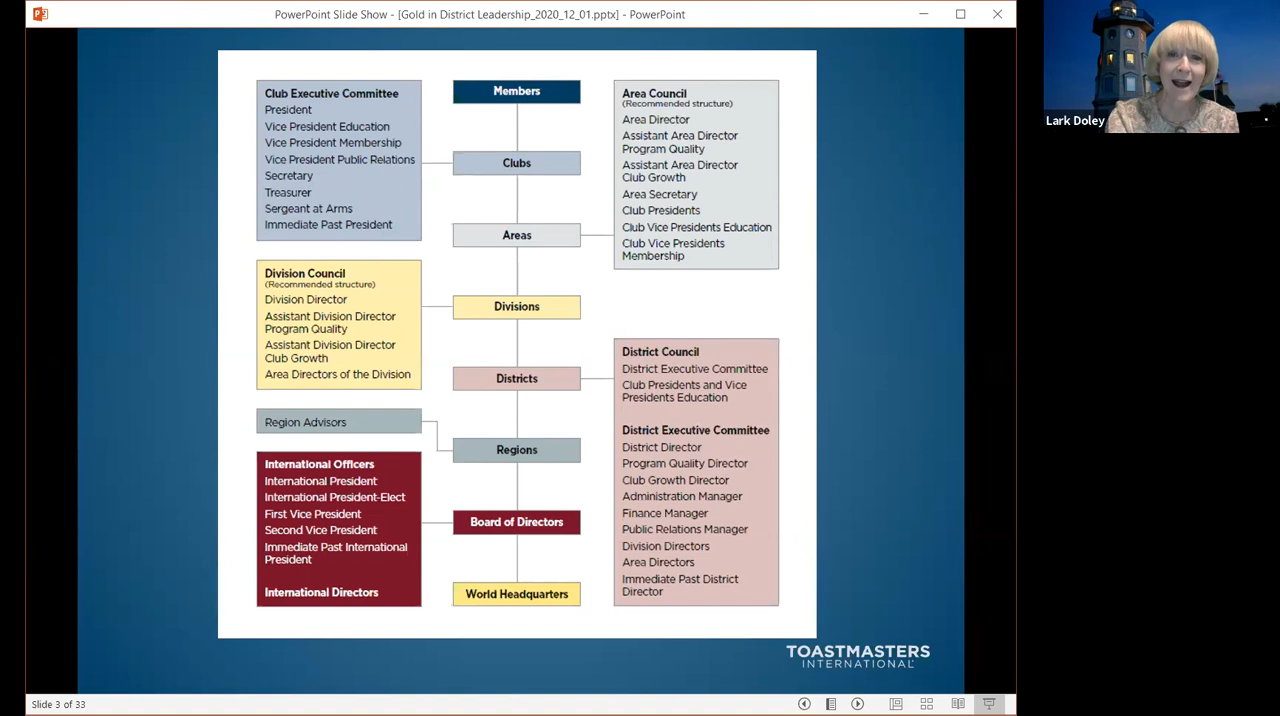 PowerPoint Slide Show - [Gold in District Leadership_2020_12_01.pptx] - PowerPoint
Lark Doley
Members
Clubs
Areas
Divisions
Districts
Regions
Board of Directors
World Headquarters
Club Executive Committee
President
Vice President Education
Vice President Membership
Vice President Public Relations
Secretary
Treasurer
Sergeant at Arms
Immediate Past President
Area Council
(Recommended structure)
Area Director
Assistant Area Director
Program Quality
Assistant Area Director
Club Growth
Area Secretary
Club Presidents
Club Vice Presidents Education
Club Vice Presidents
Membership
Division Council
(Recommended structure)
Division Director
Assistant Division Director
Program Quality
Assistant Division Director
Club Growth
Area Directors of the Division
District Council
District Executive Committee
Club Presidents and Vice
Presidents Education
District Executive Committee
District Director
Program Quality Director
Club Growth Director
Administration Manager
Finance Manager
Public Relations Manager
Division Directors
Area Directors
Immediate Past District
Director
Region Advisors
International Officers
International President
International President-Elect
First Vice President
Second Vice President
Immediate Past International
President
International Directors
TOASTMASTERS
INTERNATIONAL
Slide 3 of 33